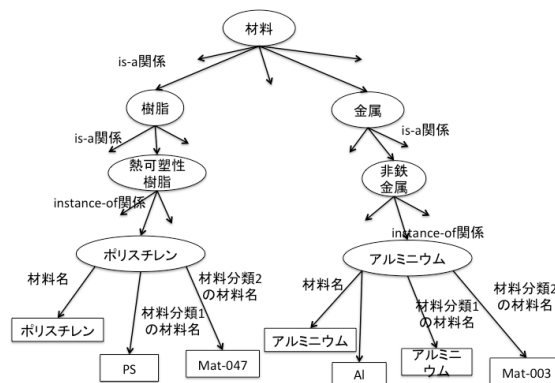 材料
is-a関係
樹脂
金属
is-a関係
is-a関係
熱可塑性
樹脂
非鉄
金属
instance-of関係
instance-of関係
ポリスチレン
アルミニウム
材料名
材料分類2
の材料名
材料名
材料分類2
の材料名
材料分類1
の材料名
材料分類1
の材料名
ポリスチレン
アルミニウム
アルミニ
ウム
PS
Mat-047
Al
Mat-003